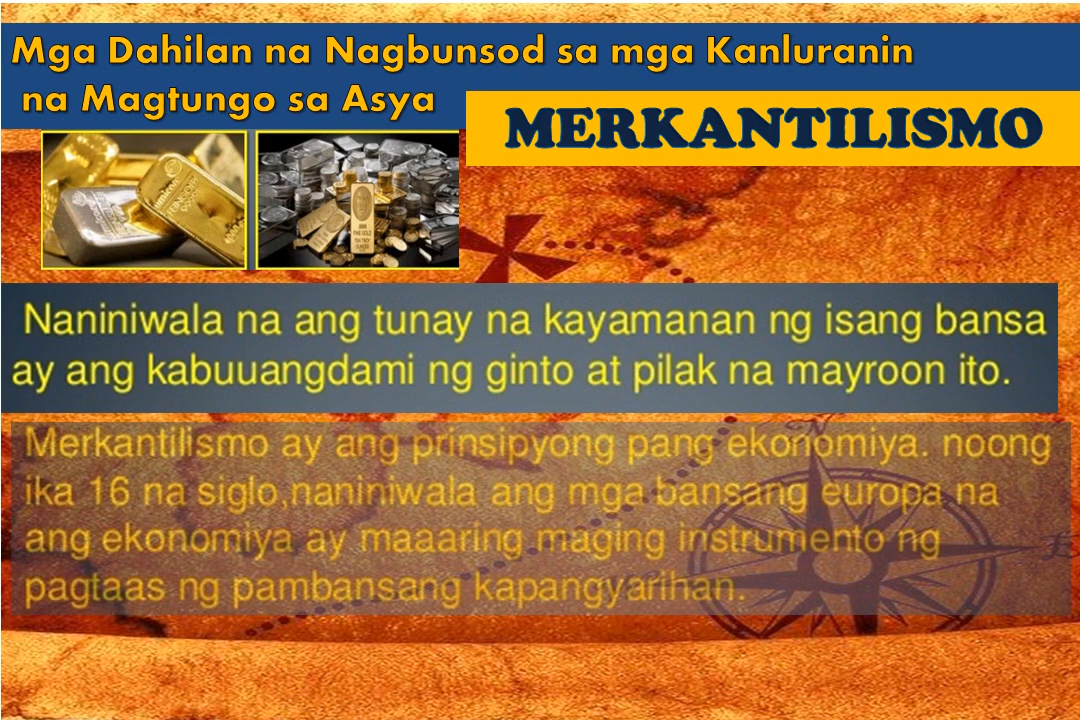 Mga Dahilan na Nagbunsod sa mga Kanluranin
na Magtungo sa Asya
MERKANTILISMO
FINE GOLD
Naniniwala na ang tunay na kayamanan ng isang bansa
ay ang kabuuangdami ng ginto at pilak na mayroon ito.
Merkantilismo ay ang prinsipyong pang ekonomiya. noong
ika 16 na siglo,naniniwala ang mga bansang europa na
ang ekonomiya ay maaaring maging instrumento ng
pagtaas ng pambansang kapangyarihan.
N
E